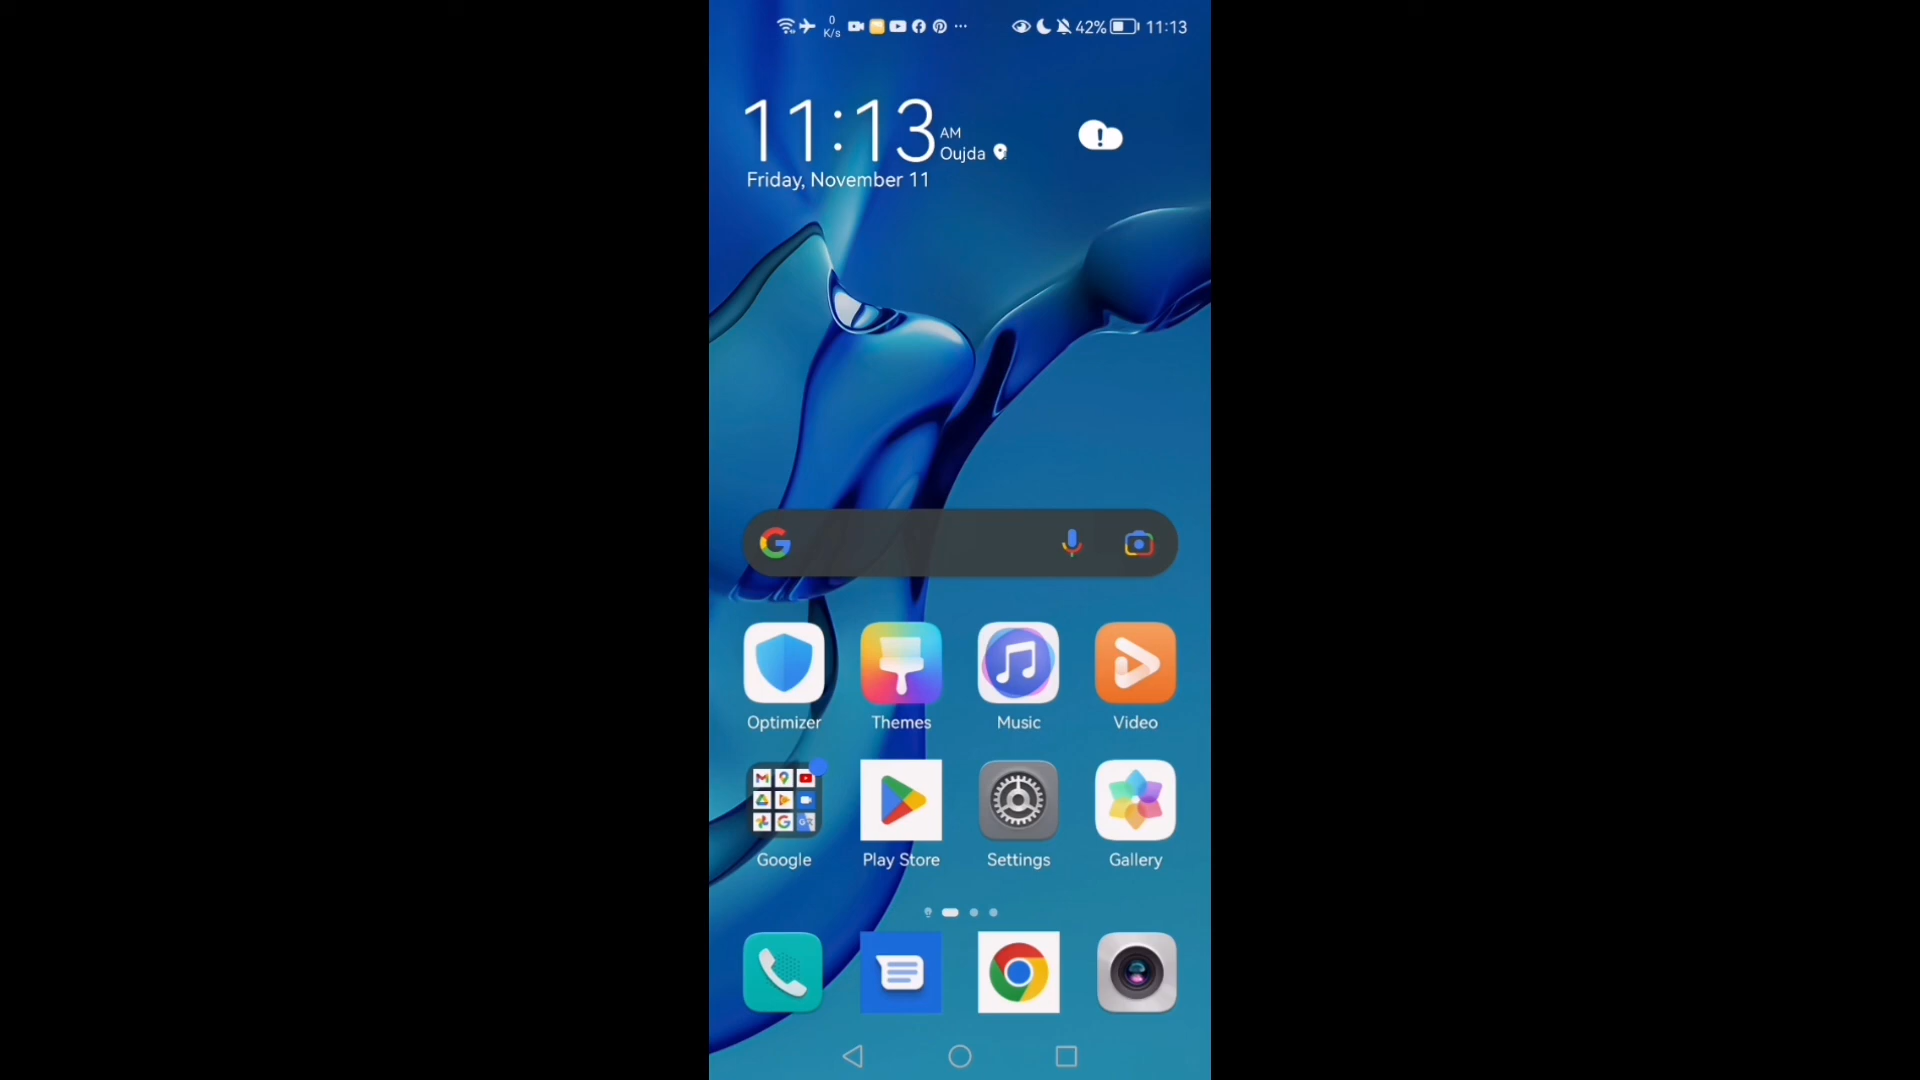 0
K/s
42% 11:13
11:13 AM
Oujda
Friday, November 11
Optimizer Themes Music Video
Google Play Store Settings Gallery